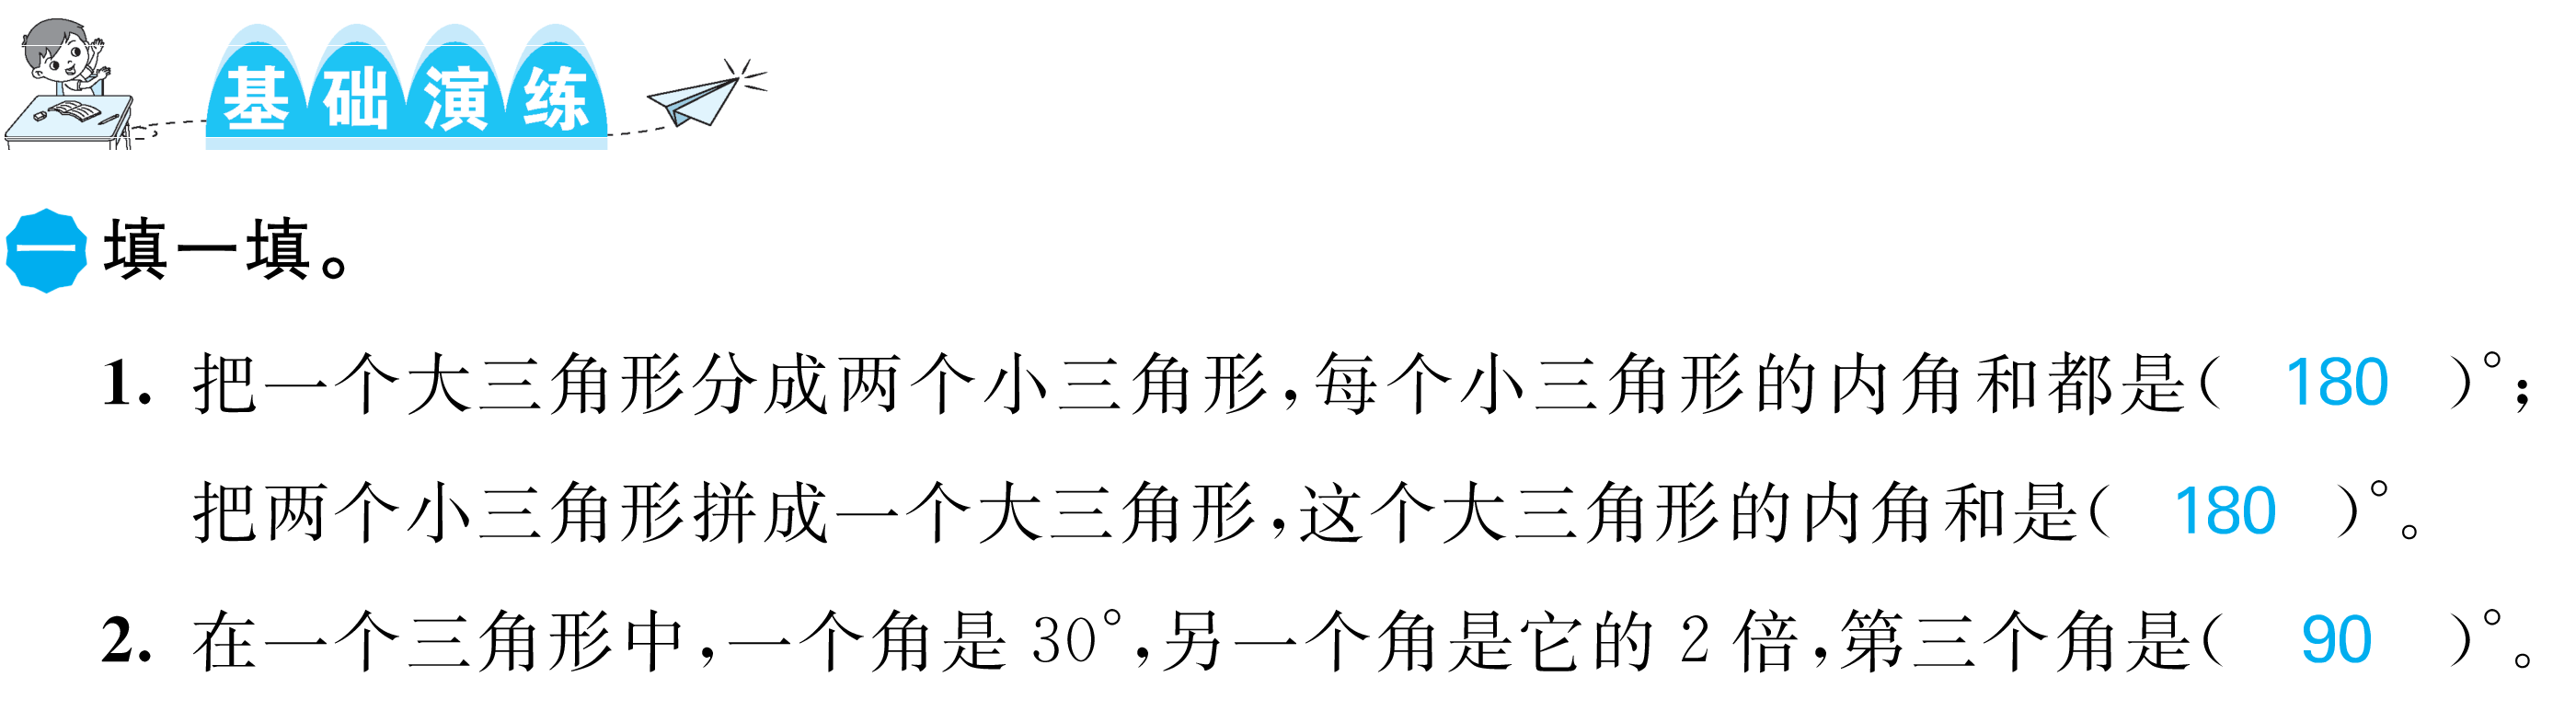 基础演练
一 填一填。
1. 把一个大三角形分成两个小三角形,每个小三角形的内角和都是( 180 )°;
把两个小三角形拼成一个大三角形,这个大三角形的内角和是( 180 )°。
2. 在一个三角形中,一个角是 30°,另一个角是它的 2 倍,第三个角是( 90 )°。